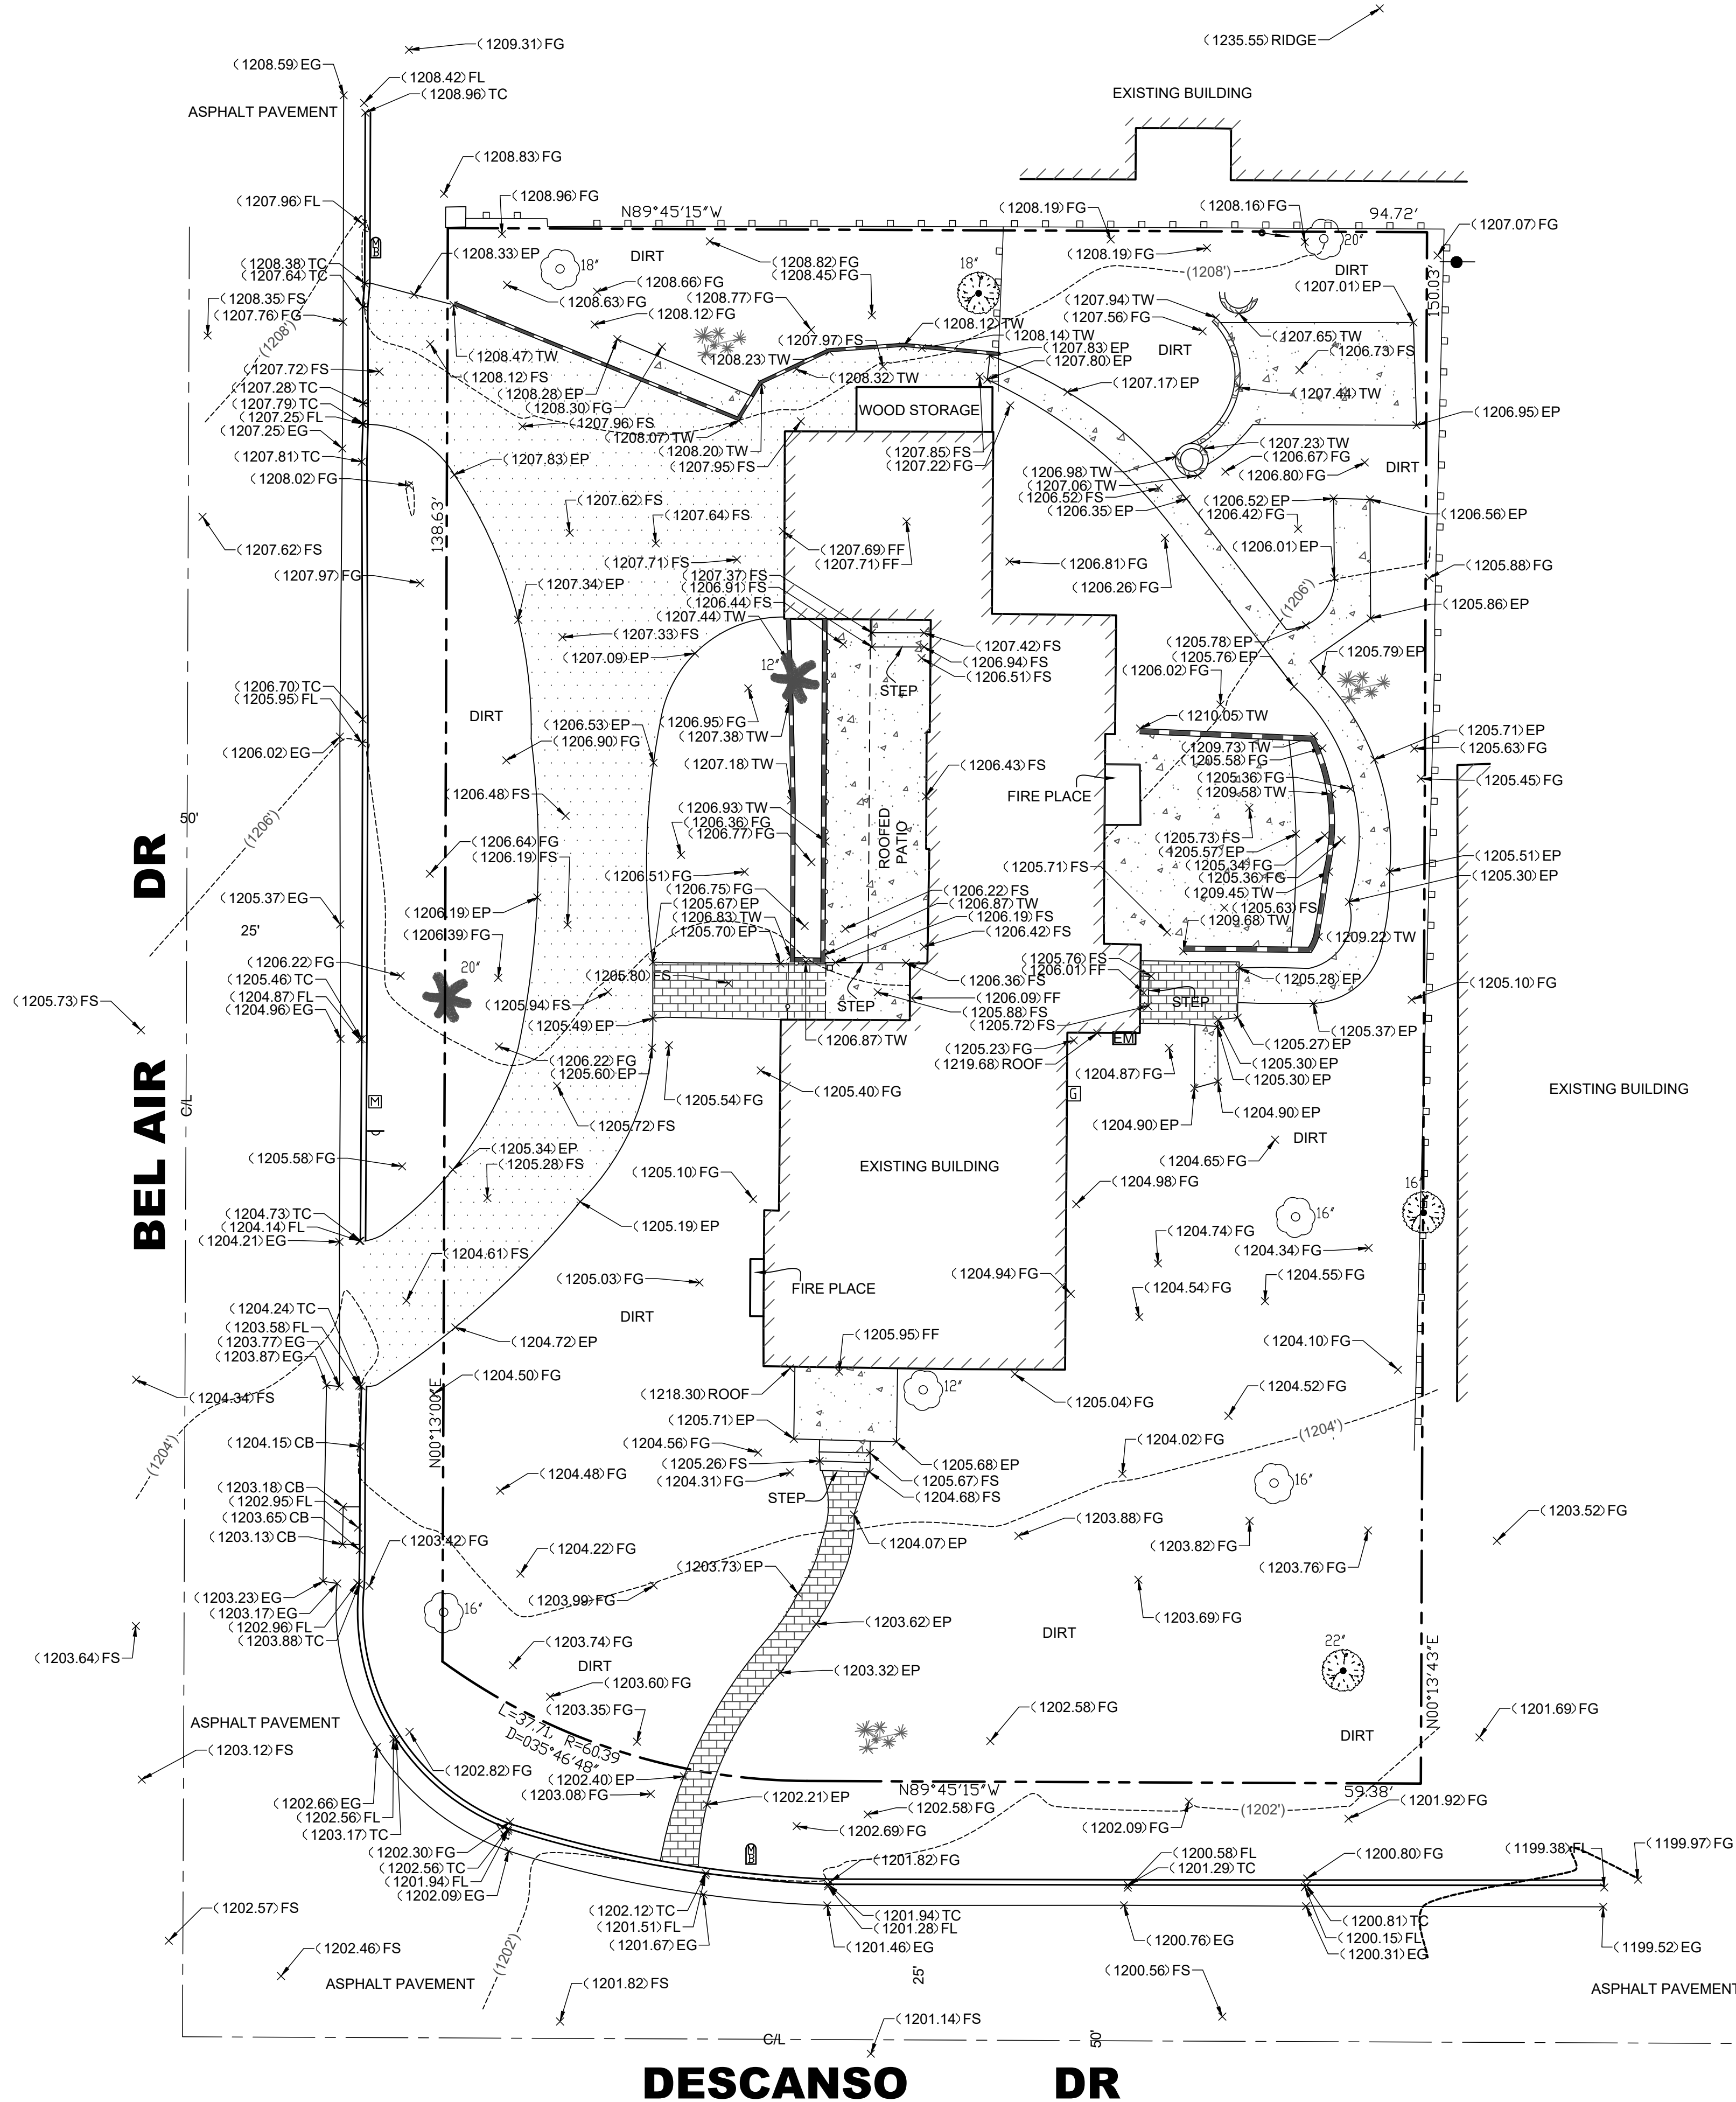 (1235.55) RIDGE
(1209.31) FG
(1208.59) EG
(1208.42) FL
(1208.96) TC
ASPHALT PAVEMENT
EXISTING BUILDING
(1208.83) FG
(1208.96) FG
(1207.96) FL
N89°45'15"W
(1208.19) FG
(1208.16) FG
94.72'
(1207.07) FG
MB
(1208.33) EP
18"
DIRT
(1208.82) FG
(1208.45) FG
18"
(1208.19) FG
(1208')
20"
DIRT
(1207.01) EP
150.03'
(1208.38) TC
(1207.64) TC
(1208.35) FS
(1207.76) FG
(1208')
(1208.63) FG
(1208.66) FG
(1208.77) FG
(1208.12) FG
(1207.97) FS
(1208.12) TW
(1208.14) TW
(1207.83) EP
(1207.80) EP
(1207.94) TW
(1207.56) FG
(1207.65) TW
(1206.73) FS
DIRT
(1208.47) TW
(1208.23) TW
(1208.32) TW
(1207.17) EP
(1207.44) TW
(1207.72) FS
(1207.28) TC
(1207.79) TC
(1207.25) FL
(1207.25) EG
(1207.81) TC
(1208.02) FG
(1208.12) FS
(1208.28) EP
(1208.30) FG
(1207.96) FS
(1208.07) TW
(1208.20) TW
(1207.95) FS
WOOD STORAGE
(1207.85) FS
(1207.22) FG
(1206.95) EP
(1207.23) TW
(1206.67) FG
(1206.80) FG
DIRT
(1206.98) TW
(1207.06) TW
(1206.52) FS
(1206.35) EP
(1206.52) EP
(1206.42) FG
(1206.56) EP
(1206.01) EP
(1207.83) EP
138.63'
(1207.62) FS
(1207.64) FS
(1207.62) FS
(1207.97) FG
(1207.71) FS
(1207.69) FF
(1207.71) FF
(1206.81) FG
(1206.26) FG
(1205.88) FG
(1206')
(1205.86) EP
(1207.34) EP
(1207.37) FS
(1206.91) FS
(1206.44) FS
(1207.44) TW
(1207.33) FS
(1207.09) EP
12"
(1207.42) FS
(1206.94) FS
(1206.51) FS
STEP
(1205.78) EP
(1205.76) EP
(1206.02) FG
(1205.79) EP
(1206.70) TC
(1205.95) FL
(1206.02) EG
DIRT
(1206.53) EP
(1206.90) FG
(1206.95) FG
(1207.38) TW
(1207.18) TW
(1206.43) FS
(1210.05) TW
(1209.73) TW
(1205.58) FG
(1205.36) FG
(1209.58) TW
(1205.71) EP
(1205.63) FG
(1205.45) FG
FIRE PLACE
50'
(1206')
(1206.48) FS
(1206.93) TW
(1206.36) FG
(1206.77) FG
ROOFED
PATIO
(1205.73) FS
(1205.57) EP
(1205.34) FG
(1205.36) FG
(1209.45) TW
(1205.63) FS
(1209.68) TW
(1209.22) TW
(1205.71) FS
(1205.51) EP
(1205.30) EP
(1206.64) FG
(1206.19) FS
(1206.51) FG
(1206.75) FG
(1205.67) EP
(1206.83) TW
(1205.70) EP
(1206.22) FS
(1206.87) TW
(1206.19) FS
(1206.42) FS
(1205.37) EG
25'
(1206.19) EP
(1206.39) FG
20"
(1206.22) FG
(1205.46) TC
(1204.87) FL
(1204.96) EG
(1205.73) FS
(1205.80) FS
(1205.94) FS
(1205.49) EP
(1206.36) FS
(1206.09) FF
(1205.88) FS
STEP
(1206.87) TW
(1205.76) FS
(1206.01) FF
(1205.72) FS
STEP
(1205.28) EP
(1205.10) FG
(1205.37) EP
(1205.27) EP
(1205.30) EP
(1205.30) EP
(1205.23) FG
(1219.68) ROOF
EM
(1204.87) FG
G
(1204.90) EP
(1204.90) EP
DIRT
(1206.22) FG
(1205.60) EP
(1205.54) FG
(1205.40) FG
(1205.72) FS
EXISTING BUILDING
BEL AIR DR
C/L
M
(1205.58) FG
(1205.34) EP
(1205.28) FS
(1205.10) FG
(1205.19) EP
EXISTING BUILDING
(1204.65) FG
(1204.98) FG
16"
16"
(1204.74) FG
(1204.34) FG
(1204.73) TC
(1204.14) FL
(1204.21) EG
(1204.61) FS
(1205.03) FG
FIRE PLACE
(1204.94) FG
(1204.55) FG
(1204.54) FG
(1204.24) TC
(1203.58) FL
(1203.77) EG
(1203.87) EG
DIRT
(1204.72) EP
(1205.95) FF
(1204.10) FG
(1204.34) FS
(1204')
(1204.50) FG
N00°13'00"E
(1218.30) ROOF
12"
(1205.04) FG
(1204.52) FG
(1205.71) EP
(1204.56) FG
(1205.26) FS
(1204.31) FG
STEP
(1205.68) EP
(1205.67) FS
(1204.68) FS
(1204.02) FG
(1204')
16"
(1204.15) CB
(1204.48) FG
(1203.18) CB
(1202.95) FL
(1203.65) CB
(1203.13) CB
(1203.42) FG
(1204.22) FG
(1204.07) EP
(1203.88) FG
(1203.82) FG
(1203.76) FG
(1203.52) FG
(1203.73) EP
(1203.99) FG
(1203.23) EG
(1203.17) EG
(1202.96) FL
(1203.88) TC
16"
(1203.62) EP
(1203.69) FG
(1203.64) FS
(1203.74) FG
DIRT
(1203.60) FG
(1203.35) FG
(1203.32) EP
DIRT
22"
N00°13'43"E
ASPHALT PAVEMENT
(1203.12) FS
L=37.71, R=60.39
D=035°46'48"
(1202.82) FG
(1202.40) EP
(1203.08) FG
(1202.21) EP
(1202.58) FG
DIRT
(1201.69) FG
N89°45'15"W
59.38'
(1202.58) FG
(1202.69) FG
(1202.09) FG
(1202')
(1201.92) FG
(1202.66) EG
(1202.56) FL
(1203.17) TC
(1202.30) FG
(1202.56) TC
(1201.94) FL
(1202.09) EG
MB
(1201.82) FG
(1200.58) FL
(1201.29) TC
(1200.80) FG
(1199.38) FL
(1199.97) FG
(1202.57) FS
(1202.12) TC
(1201.51) FL
(1201.67) EG
(1201.94) TC
(1201.28) FL
(1201.46) EG
(1200.76) EG
(1200.81) TC
(1200.15) FL
(1200.31) EG
(1199.52) EG
(1202.46) FS
(1202')
ASPHALT PAVEMENT
(1201.82) FS
25'
(1200.56) FS
ASPHALT PAVEMENT
(1201.14) FS
C/L
50'
DESCANSO DR